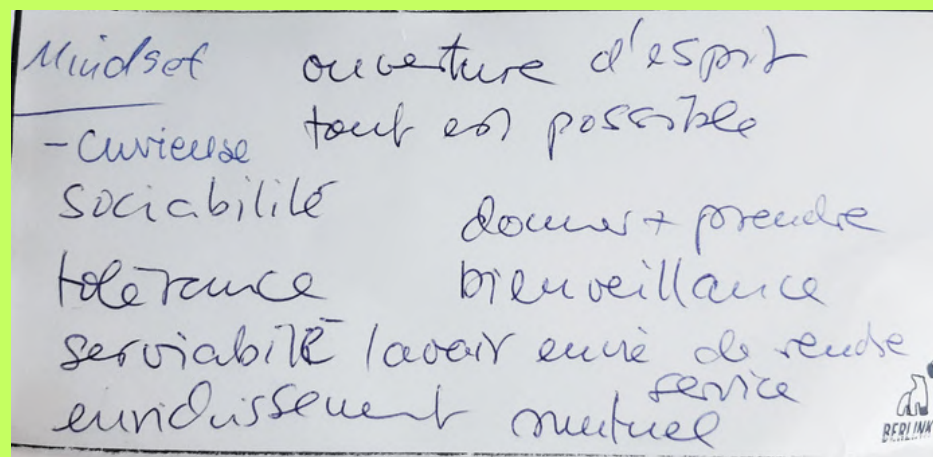 Mindset ouverture d'esprit
- curieuse tout est possible
sociabilité donner + prendre
tolérance bienveillance
serviabilité / avoir envie de rendre
service
enrichissement mutuel
BERLINK